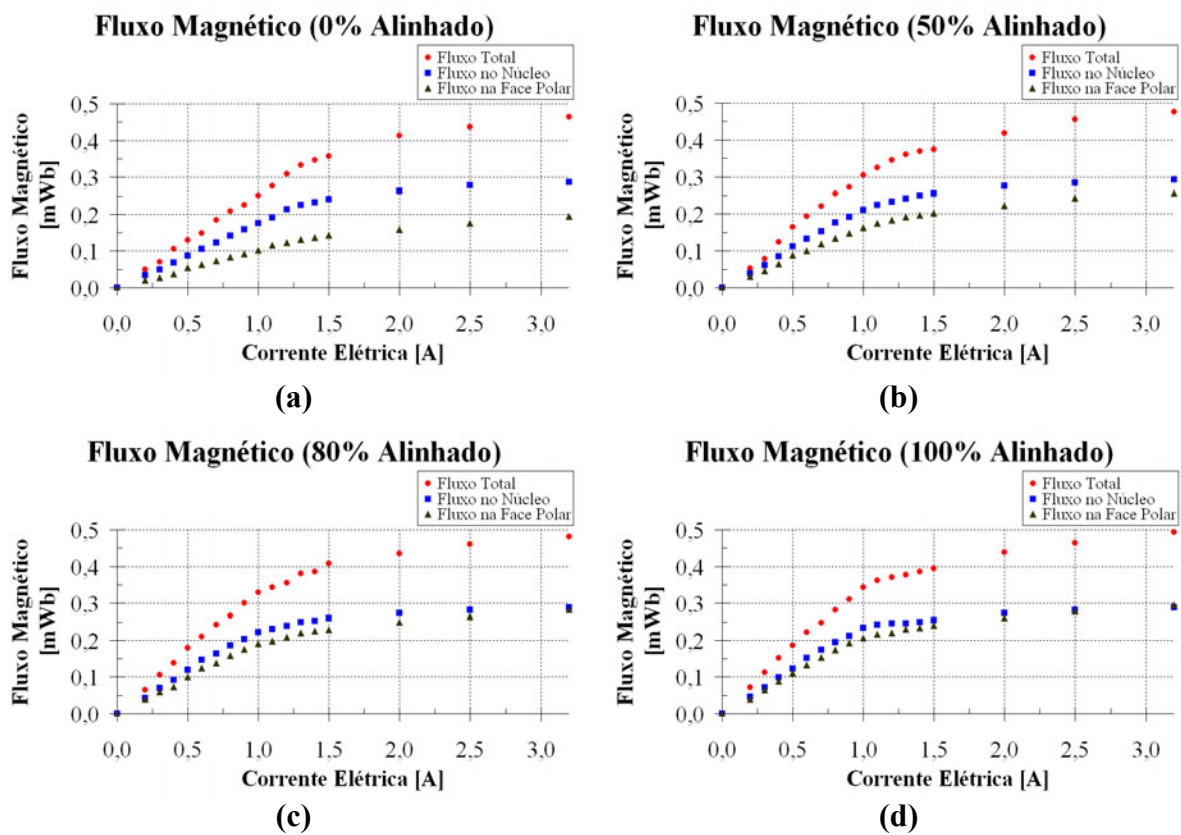 Fluxo Magnético (0% Alinhado)
Fluxo Total
Fluxo no Núcleo
Fluxo na Face Polar
Fluxo Magnético
[mWb]
0,5
0,4
0,3
0,2
0,1
0,0
0,0 0,5 1,0 1,5 2,0 2,5 3,0
Corrente Elétrica [A]
(a)
Fluxo Magnético (50% Alinhado)
Fluxo Total
Fluxo no Núcleo
Fluxo na Face Polar
Fluxo Magnético
[mWb]
0,5
0,4
0,3
0,2
0,1
0,0
0,0 0,5 1,0 1,5 2,0 2,5 3,0
Corrente Elétrica [A]
(b)
Fluxo Magnético (80% Alinhado)
Fluxo Total
Fluxo no Núcleo
Fluxo na Face Polar
Fluxo Magnético
[mWb]
0,5
0,4
0,3
0,2
0,1
0,0
0,0 0,5 1,0 1,5 2,0 2,5 3,0
Corrente Elétrica [A]
(c)
Fluxo Magnético (100% Alinhado)
Fluxo Total
Fluxo no Núcleo
Fluxo na Face Polar
Fluxo Magnético
[mWb]
0,5
0,4
0,3
0,2
0,1
0,0
0,0 0,5 1,0 1,5 2,0 2,5 3,0
Corrente Elétrica [A]
(d)